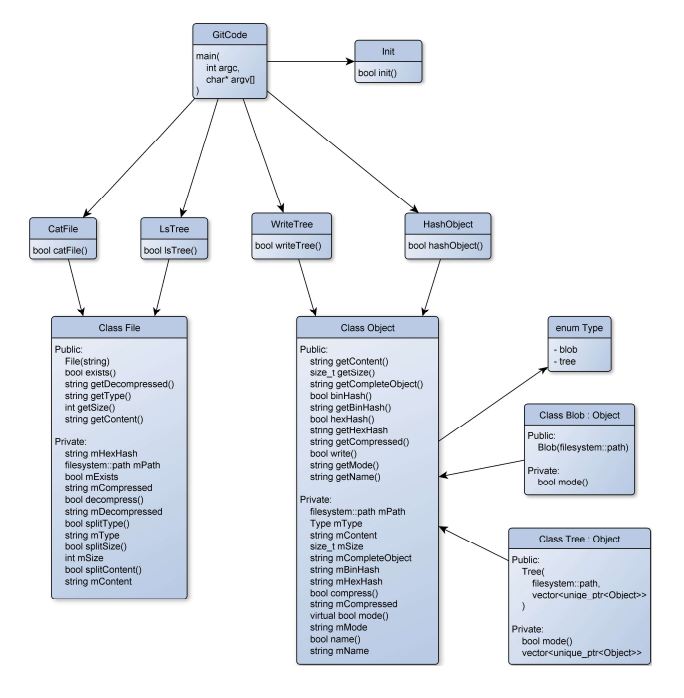 GitCode
main(
int argc,
char* argv[]
)
Init
bool init()
CatFile
bool catFile()
LsTree
bool lsTree()
WriteTree
bool writeTree()
HashObject
bool hashObject()
Class File
Public:
File(string)
bool exists()
string getDecompressed()
string getType()
int getSize()
string getContent()
Private:
string mHexHash
filesystem::path mPath
bool mExists
string mCompressed
bool decompress()
string mDecompressed
bool splitType()
string mType
bool splitSize()
int mSize
bool splitContent()
string mContent
Class Object
Public:
string getContent()
size_t getSize()
string getCompleteObject()
bool binHash()
string getBinHash()
bool hexHash()
string getHexHash
string getCompressed()
bool write()
string getMode()
string getName()
Private:
filesystem::path mPath
Type mType
string mContent
size_t mSize
string mCompleteObject
string mBinHash
string mHexHash
bool compress()
string mCompressed
virtual bool mode()
string mMode
bool name()
string mName
enum Type
- blob
- tree
Class Blob : Object
Public:
Blob(filesystem::path)
Private:
bool mode()
Class Tree : Object
Public:
Tree(
filesystem::path,
vector<uniqe_ptr<Object>>
)
Private:
bool mode()
vector<unique_ptr<Object>>